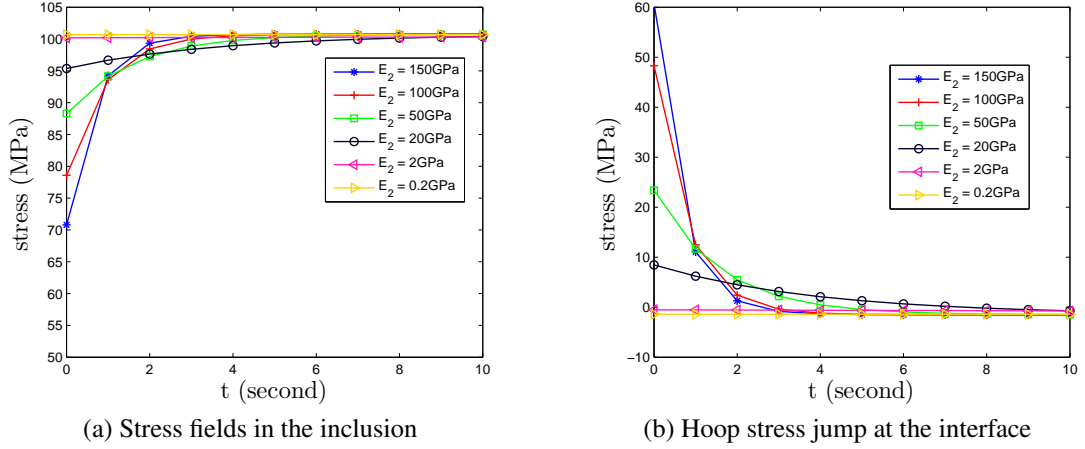 105
100
95
90
85
80
75
70
65
60
55
50
0
2
4
6
8
10
stress (MPa)
t (second)
E2 = 150GPa
E2 = 100GPa
E2 = 50GPa
E2 = 20GPa
E2 = 2GPa
E2 = 0.2GPa
(a) Stress fields in the inclusion
60
50
40
30
20
10
0
−10
0
2
4
6
8
10
stress (MPa)
t (second)
E2 = 150GPa
E2 = 100GPa
E2 = 50GPa
E2 = 20GPa
E2 = 2GPa
E2 = 0.2GPa
(b) Hoop stress jump at the interface